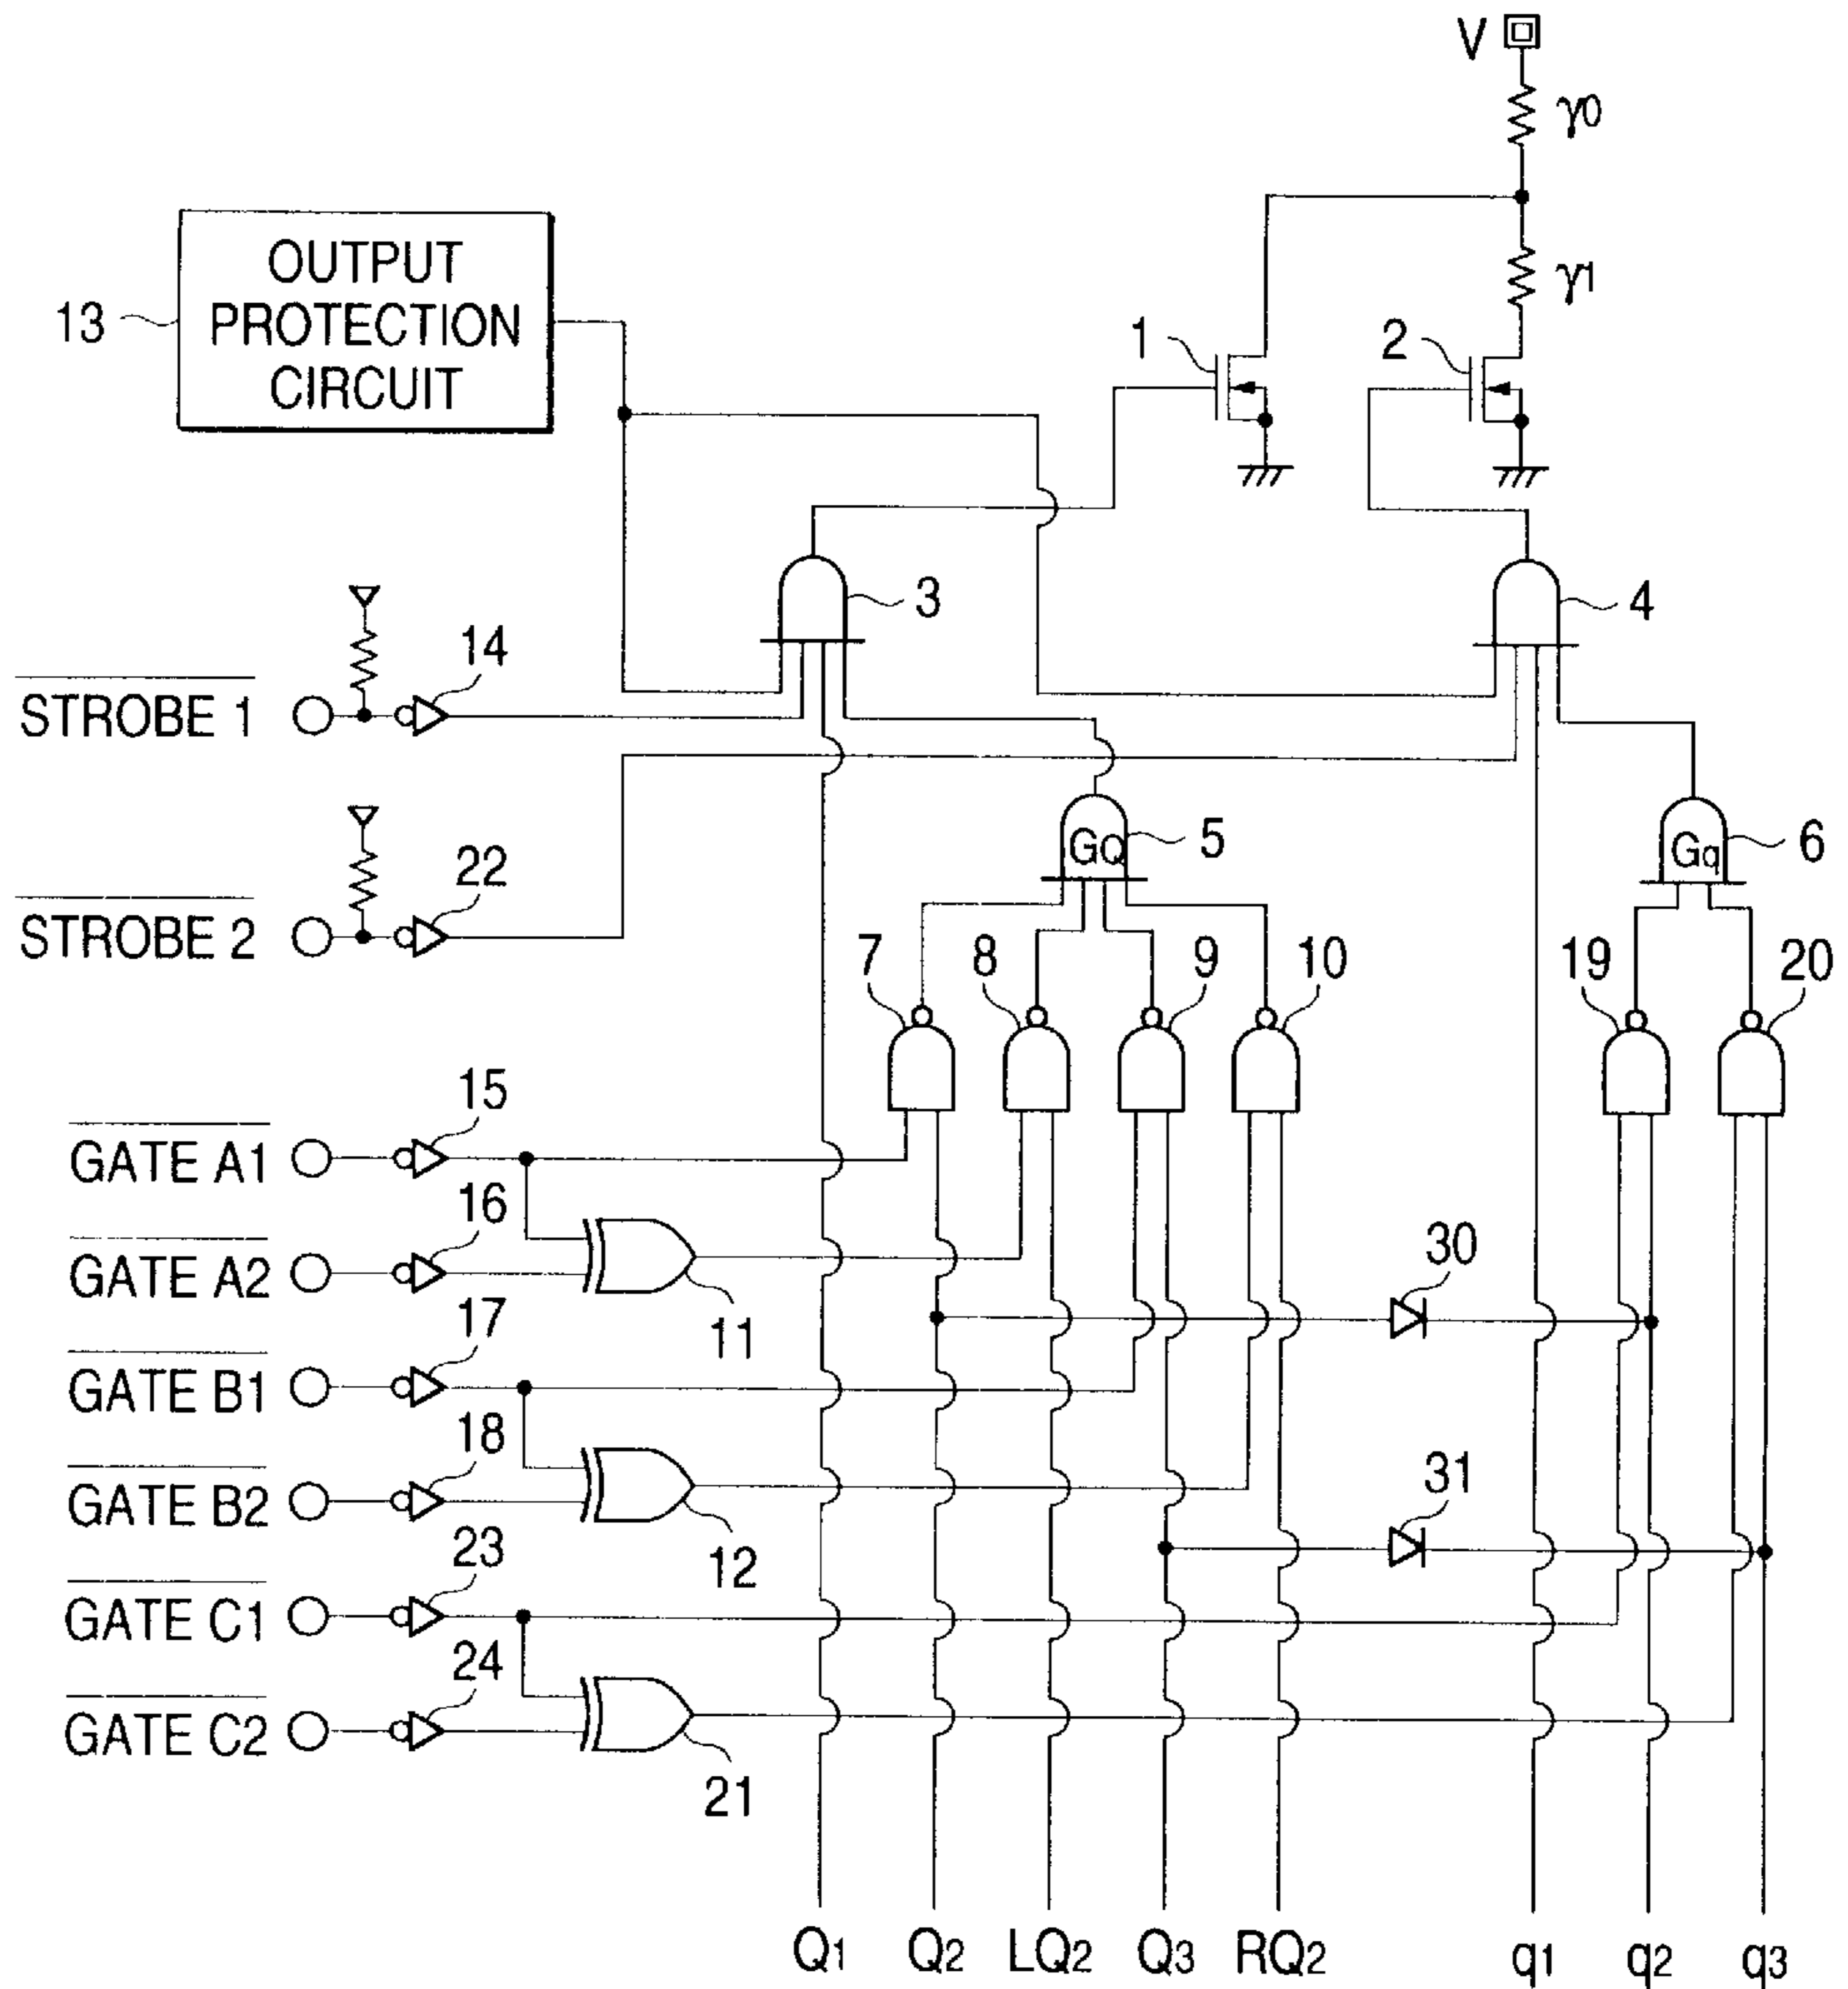 V
γ0
OUTPUT
PROTECTION
CIRCUIT
13
γ1
1
2
3
4
14
STROBE 1
22
STROBE 2
GQ
5
Gq
6
7
8
9
10
19
20
15
GATE A1
16
GATE A2
11
30
17
GATE B1
18
GATE B2
12
31
23
GATE C1
24
GATE C2
21
Q1
Q2
LQ2
Q3
RQ2
q1
q2
q3